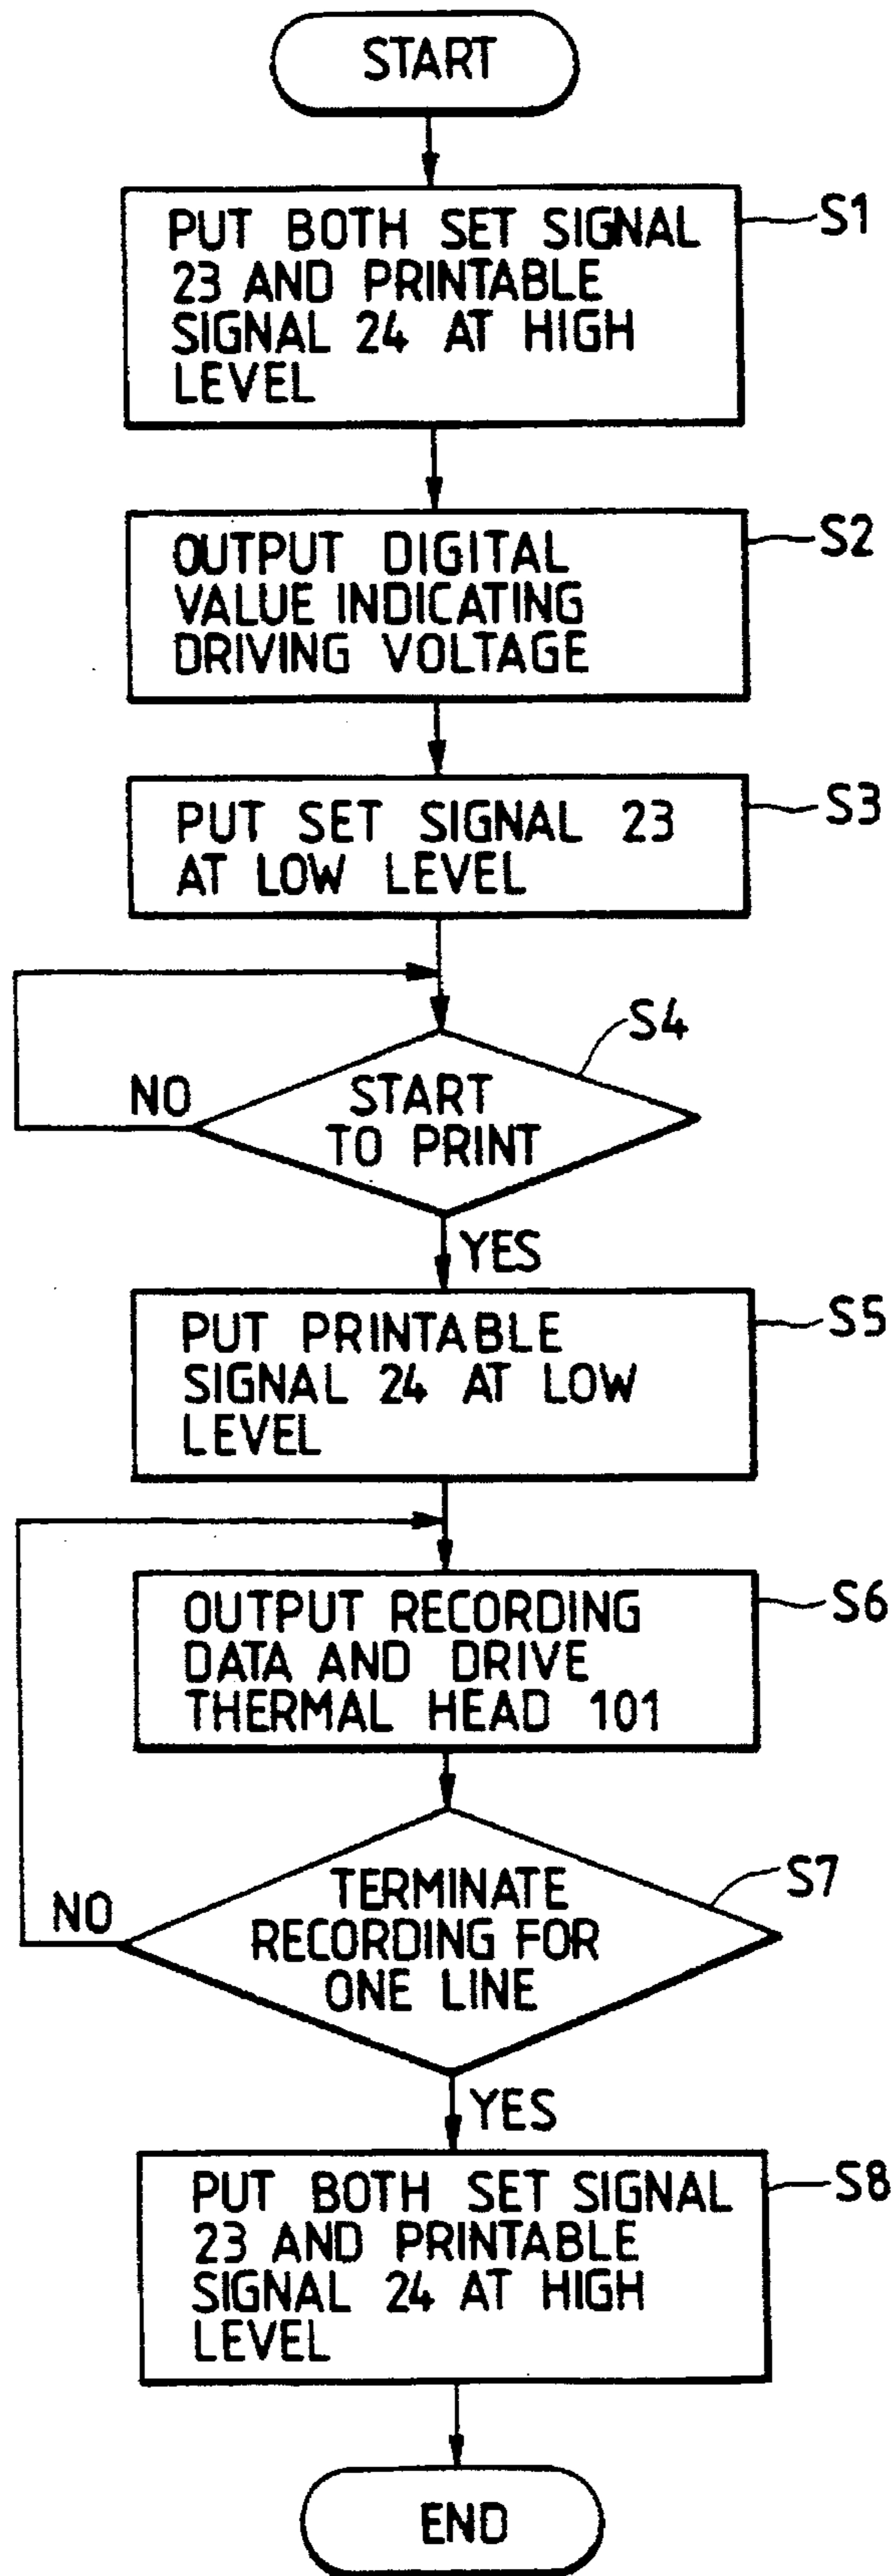 START
S1
PUT BOTH SET SIGNAL
23 AND PRINTABLE
SIGNAL 24 AT HIGH
LEVEL
S2
OUTPUT DIGITAL
VALUE INDICATING
DRIVING VOLTAGE
S3
PUT SET SIGNAL 23
AT LOW LEVEL
S4
NO
START
TO PRINT
YES
S5
PUT PRINTABLE
SIGNAL 24 AT LOW
LEVEL
S6
OUTPUT RECORDING
DATA AND DRIVE
THERMAL HEAD 101
S7
NO
TERMINATE
RECORDING FOR
ONE LINE
YES
S8
PUT BOTH SET SIGNAL
23 AND PRINTABLE
SIGNAL 24 AT HIGH
LEVEL
END